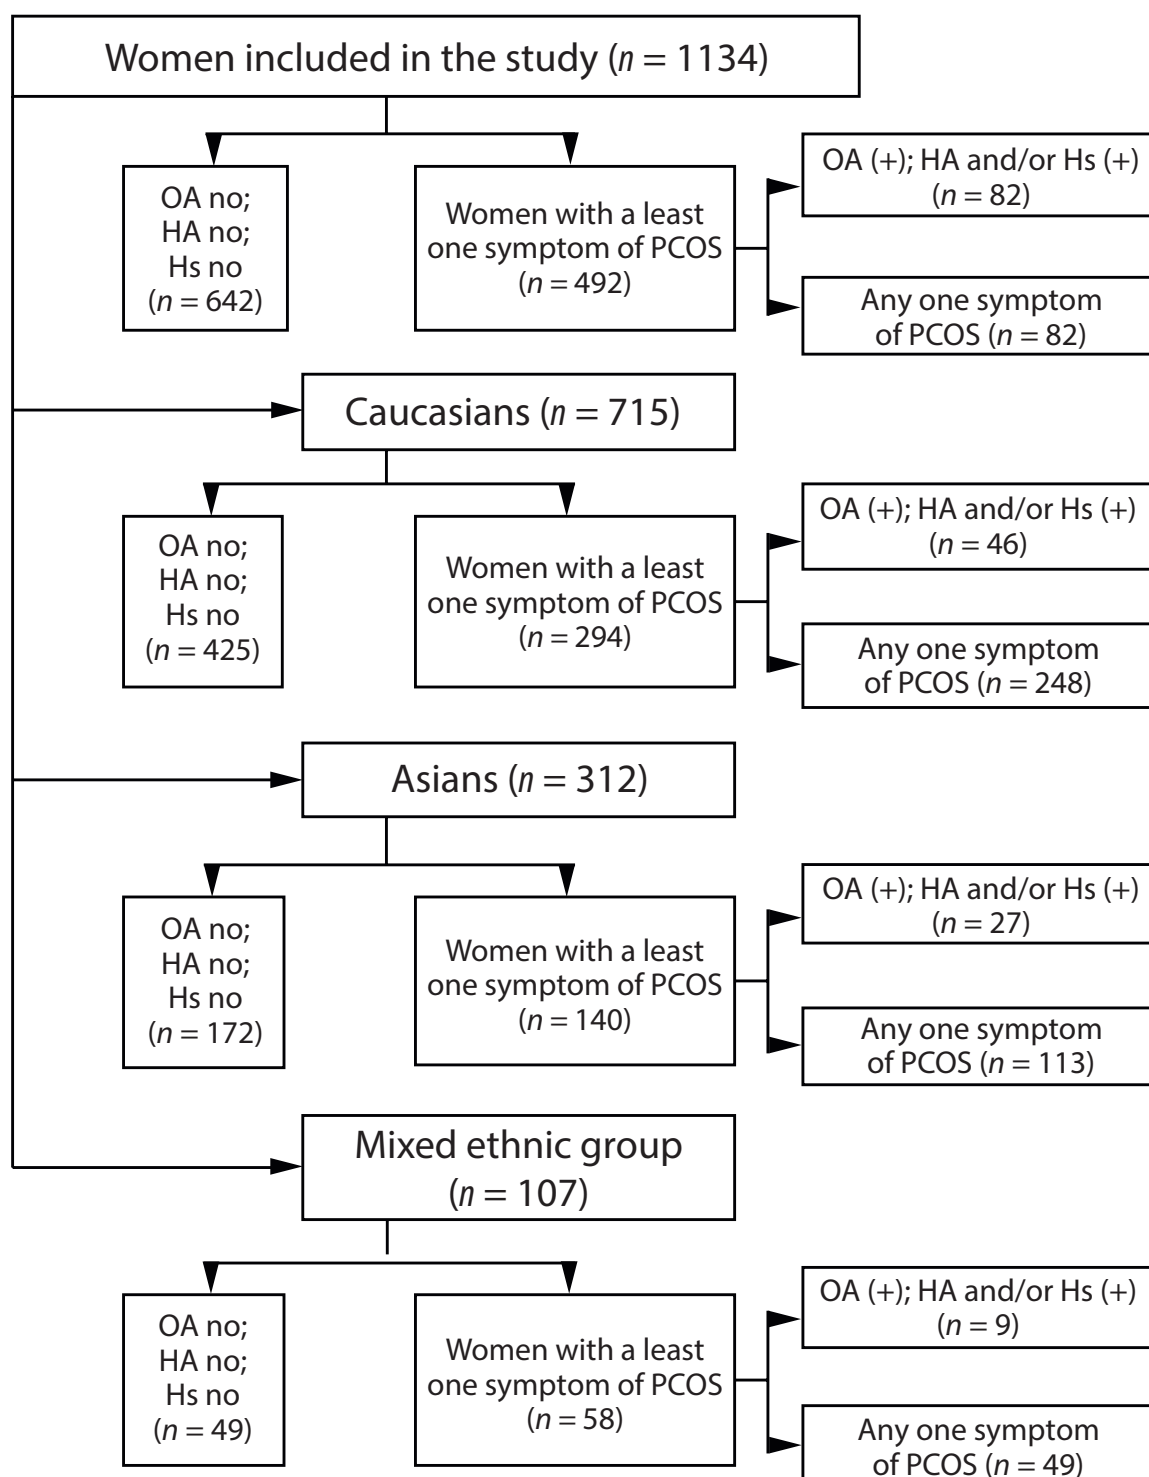 Women included in the study (n = 1134)
OA no;
HA no;
Hs no
(n = 642)
Women with a least
one symptom of PCOS
(n = 492)
OA (+); HA and/or Hs (+)
(n = 82)
Any one symptom
of PCOS (n = 82)
Caucasians (n = 715)
OA no;
HA no;
Hs no
(n = 425)
Women with a least
one symptom of PCOS
(n = 294)
OA (+); HA and/or Hs (+)
(n = 46)
Any one symptom
of PCOS (n = 248)
Asians (n = 312)
OA no;
HA no;
Hs no
(n = 172)
Women with a least
one symptom of PCOS
(n = 140)
OA (+); HA and/or Hs (+)
(n = 27)
Any one symptom
of PCOS (n = 113)
Mixed ethnic group
(n = 107)
OA no;
HA no;
Hs no
(n = 49)
Women with a least
one symptom of PCOS
(n = 58)
OA (+); HA and/or Hs (+)
(n = 9)
Any one symptom
of PCOS (n = 49)